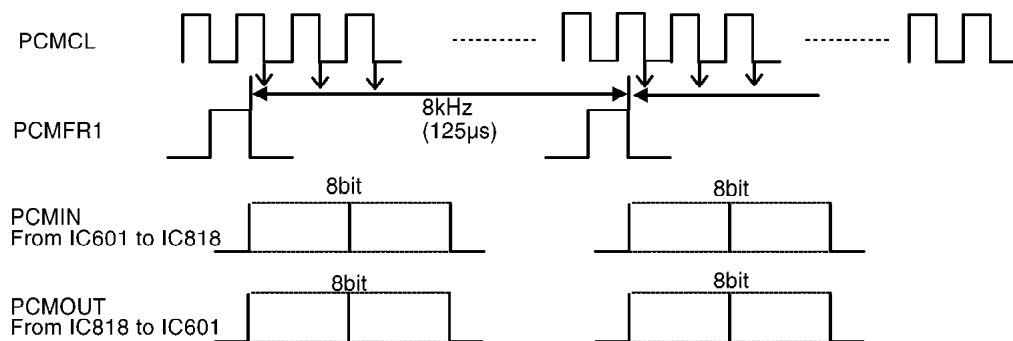 PCMCL
8kHz
(125µs)
PCMFR1
8bit 8bit
PCMIN
From IC601 to IC818
8bit 8bit
PCMOUT
From IC818 to IC601